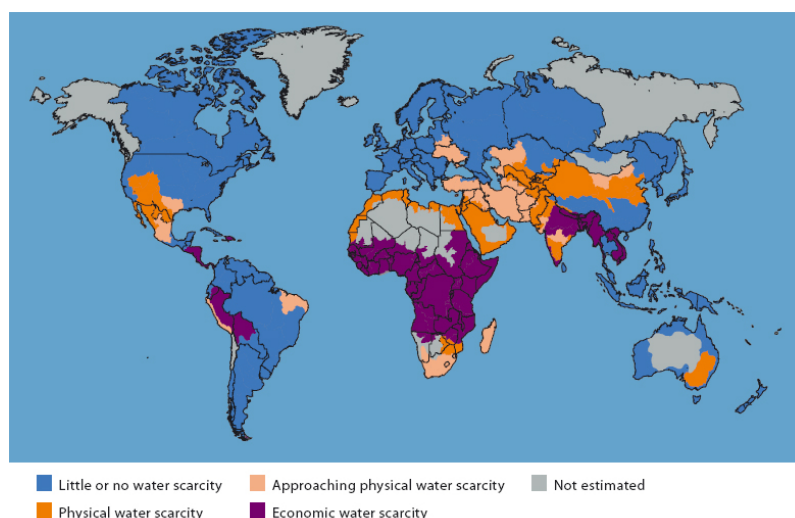 Little or no water scarcity
Approaching physical water scarcity
Not estimated
Physical water scarcity
Economic water scarcity